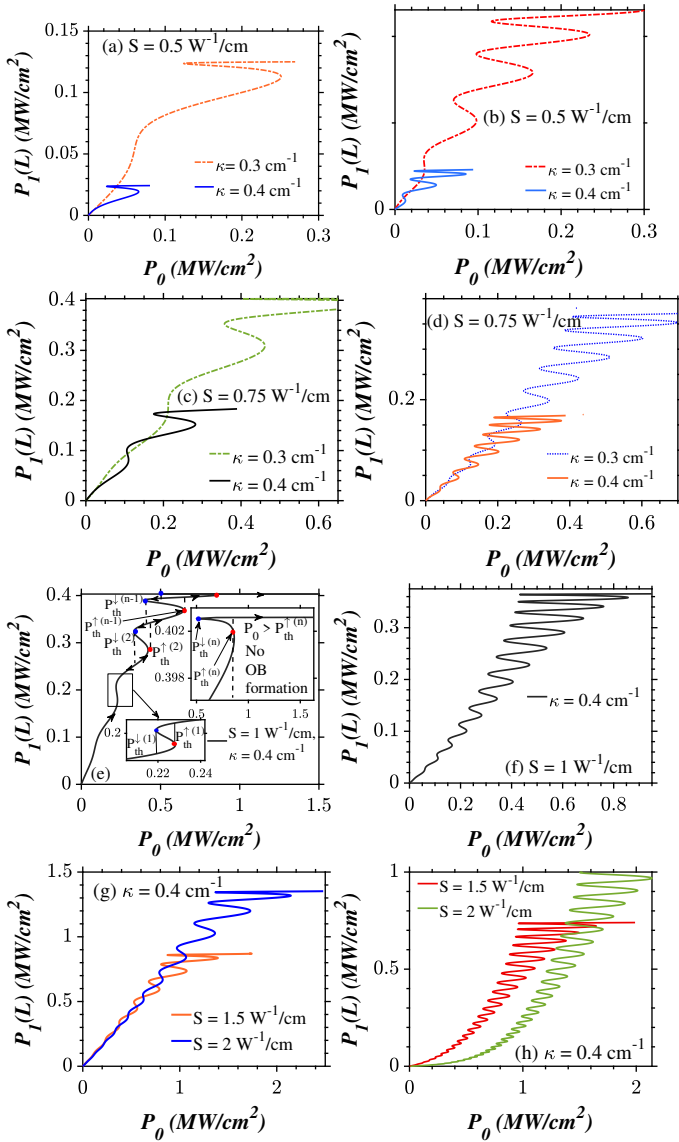 (a) S = 0.5 W⁻¹/cm
P₁(L) (MW/cm²)
0.15
0.1
0.05
0
κ= 0.3 cm⁻¹
κ = 0.4 cm⁻¹
0 0.1 0.2 0.3
P₀ (MW/cm²)
(b) S = 0.5 W⁻¹/cm
P₁(L) (MW/cm²)
0.2
0
κ = 0.3 cm⁻¹
κ = 0.4 cm⁻¹
0 0.1 0.2 0.3
P₀ (MW/cm²)
(c) S = 0.75 W⁻¹/cm
P₁(L) (MW/cm²)
0.4
0.3
0.2
0.1
0
κ = 0.3 cm⁻¹
κ = 0.4 cm⁻¹
0 0.2 0.4 0.6
P₀ (MW/cm²)
(d) S = 0.75 W⁻¹/cm
P₁(L) (MW/cm²)
0.2
0
κ = 0.3 cm⁻¹
κ = 0.4 cm⁻¹
0 0.2 0.4 0.6
P₀ (MW/cm²)
P₁(L) (MW/cm²)
0.4
0.3
0.2
0.1
0
P_th^↓(n-1)
P_th^↑(n-1)
P_th^↓(2)
P_th^↑(2)
0.402
0.398
P_th^↓(n)
P_th^↑(n)
P₀ > P_th^↑(n)
No
OB
formation
0.5 1 1.5
0.2
P_th^↓(1)
P_th^↑(1)
0.22 0.24
S = 1 W⁻¹/cm,
κ = 0.4 cm⁻¹
(e)
0 0.5 1 1.5
P₀ (MW/cm²)
P₁(L) (MW/cm²)
0.3
0.2
0.1
0
κ = 0.4 cm⁻¹
(f) S = 1 W⁻¹/cm
0 0.2 0.4 0.6 0.8
P₀ (MW/cm²)
(g) κ = 0.4 cm⁻¹
P₁(L) (MW/cm²)
1.5
1
0.5
0
S = 1.5 W⁻¹/cm
S = 2 W⁻¹/cm
0 1 2
P₀ (MW/cm²)
S = 1.5 W⁻¹/cm
S = 2 W⁻¹/cm
P₁(L) (MW/cm²)
1
0.5
0
(h) κ = 0.4 cm⁻¹
0 1 2
P₀ (MW/cm²)